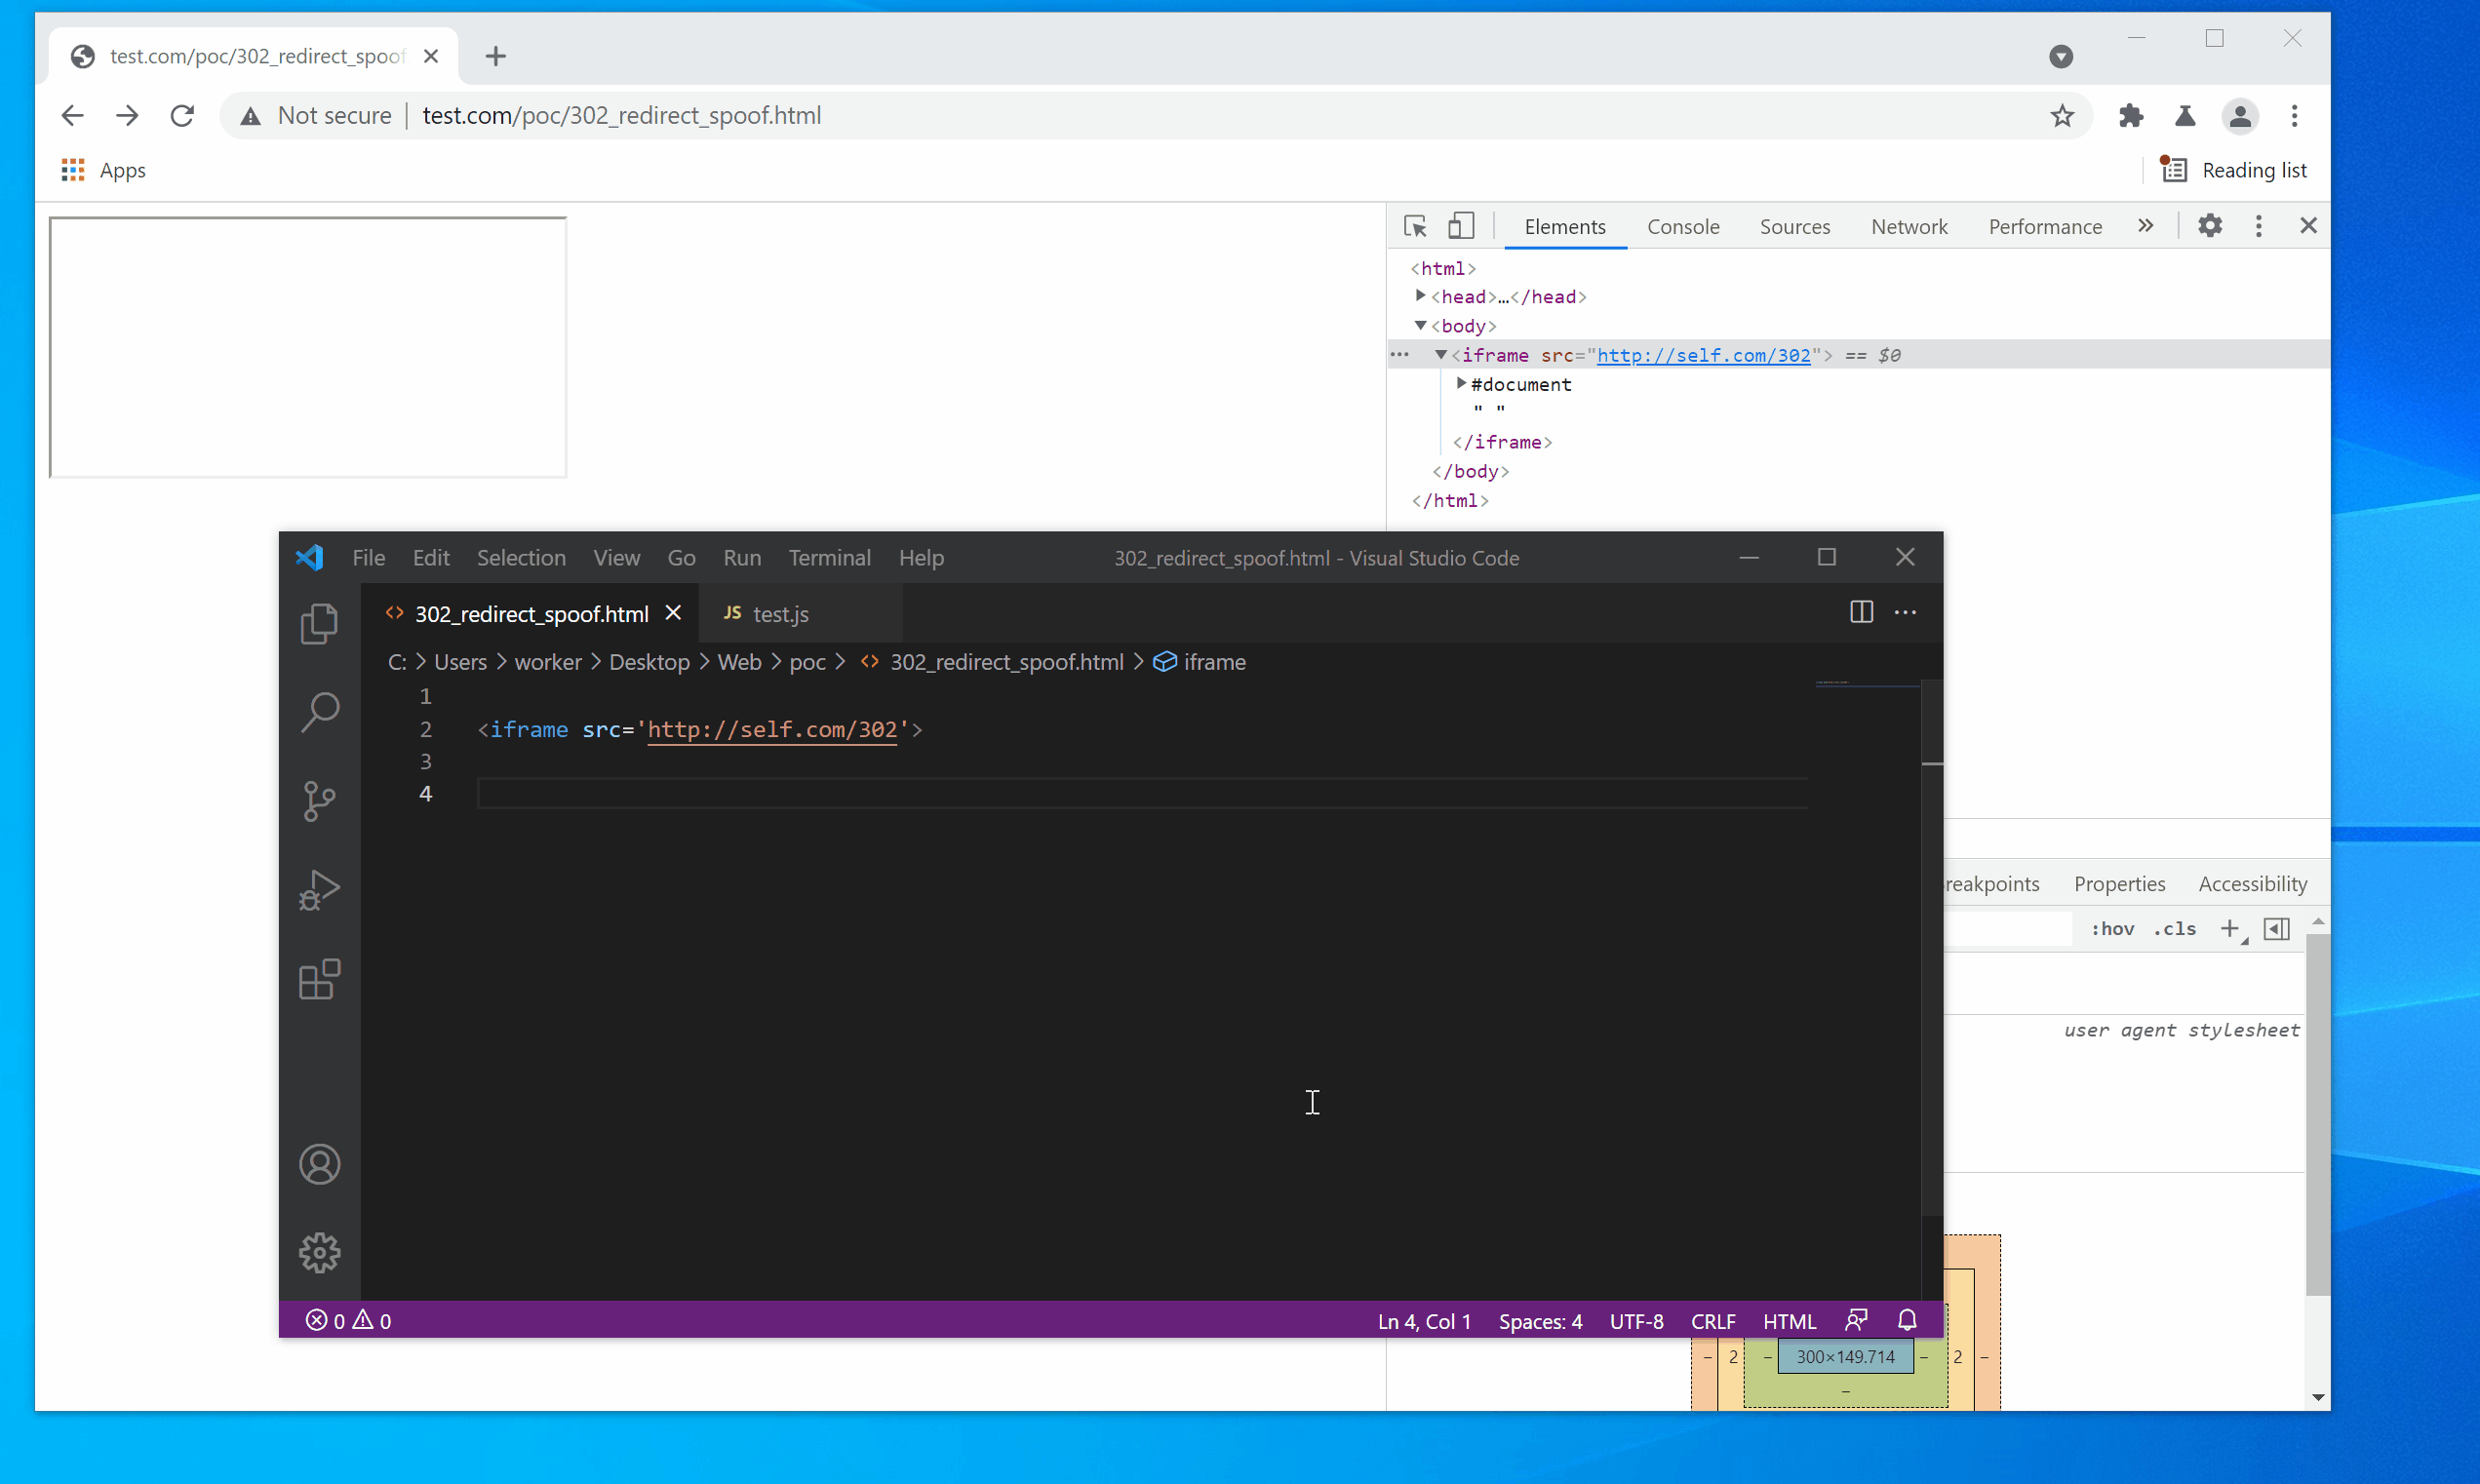 test.com/poc/302_redirect_spoof
Not secure | test.com/poc/302_redirect_spoof.html
Apps
Reading list
Elements Console Sources Network Performance
<html>
<head>…</head>
<body>
<iframe src="http://self.com/302"> == $0
#document
" "
</iframe>
</body>
</html>
File Edit Selection View Go Run Terminal Help 302_redirect_spoof.html - Visual Studio Code
302_redirect_spoof.html JS test.js
C: > Users > worker > Desktop > Web > poc > <> 302_redirect_spoof.html > iframe
1
2 <iframe src='http://self.com/302'>
3
4
reakpoints Properties Accessibility
:hov .cls
user agent stylesheet
0 0 Ln 4, Col 1 Spaces: 4 UTF-8 CRLF HTML
– 2 – 300×149.714 – 2 –
–